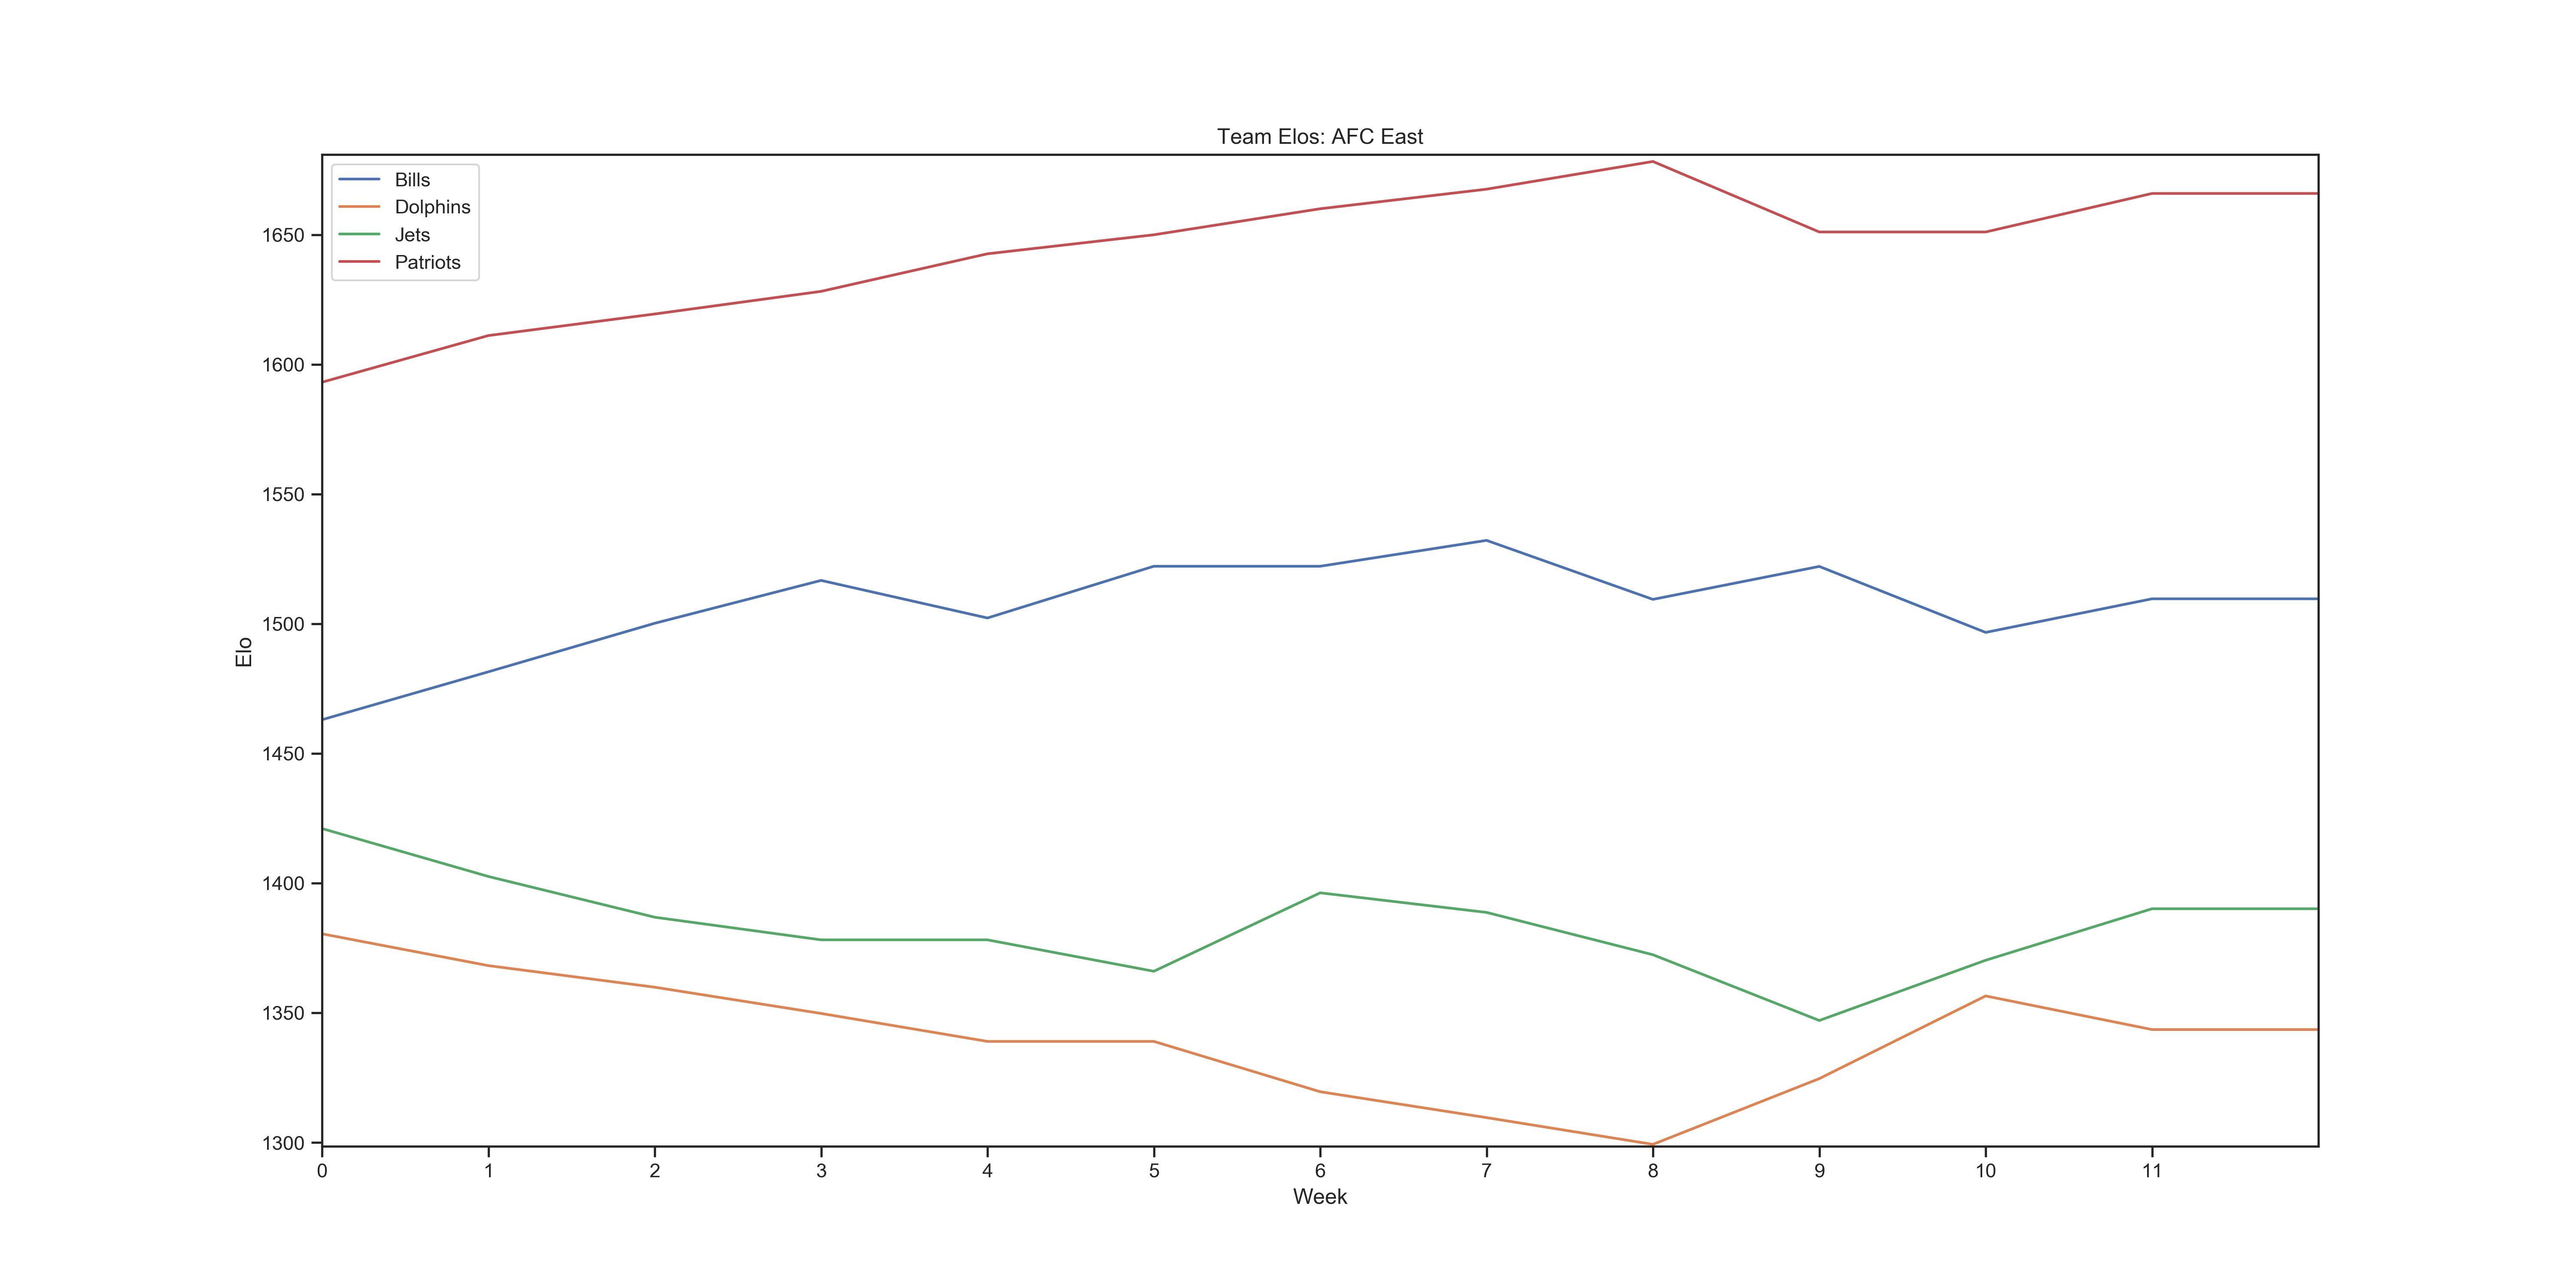 Team Elos: AFC East
Bills
Dolphins
Jets
Patriots
1650
1600
1550
1500
1450
1400
1350
1300
Elo
0 1 2 3 4 5 6 7 8 9 10 11
Week